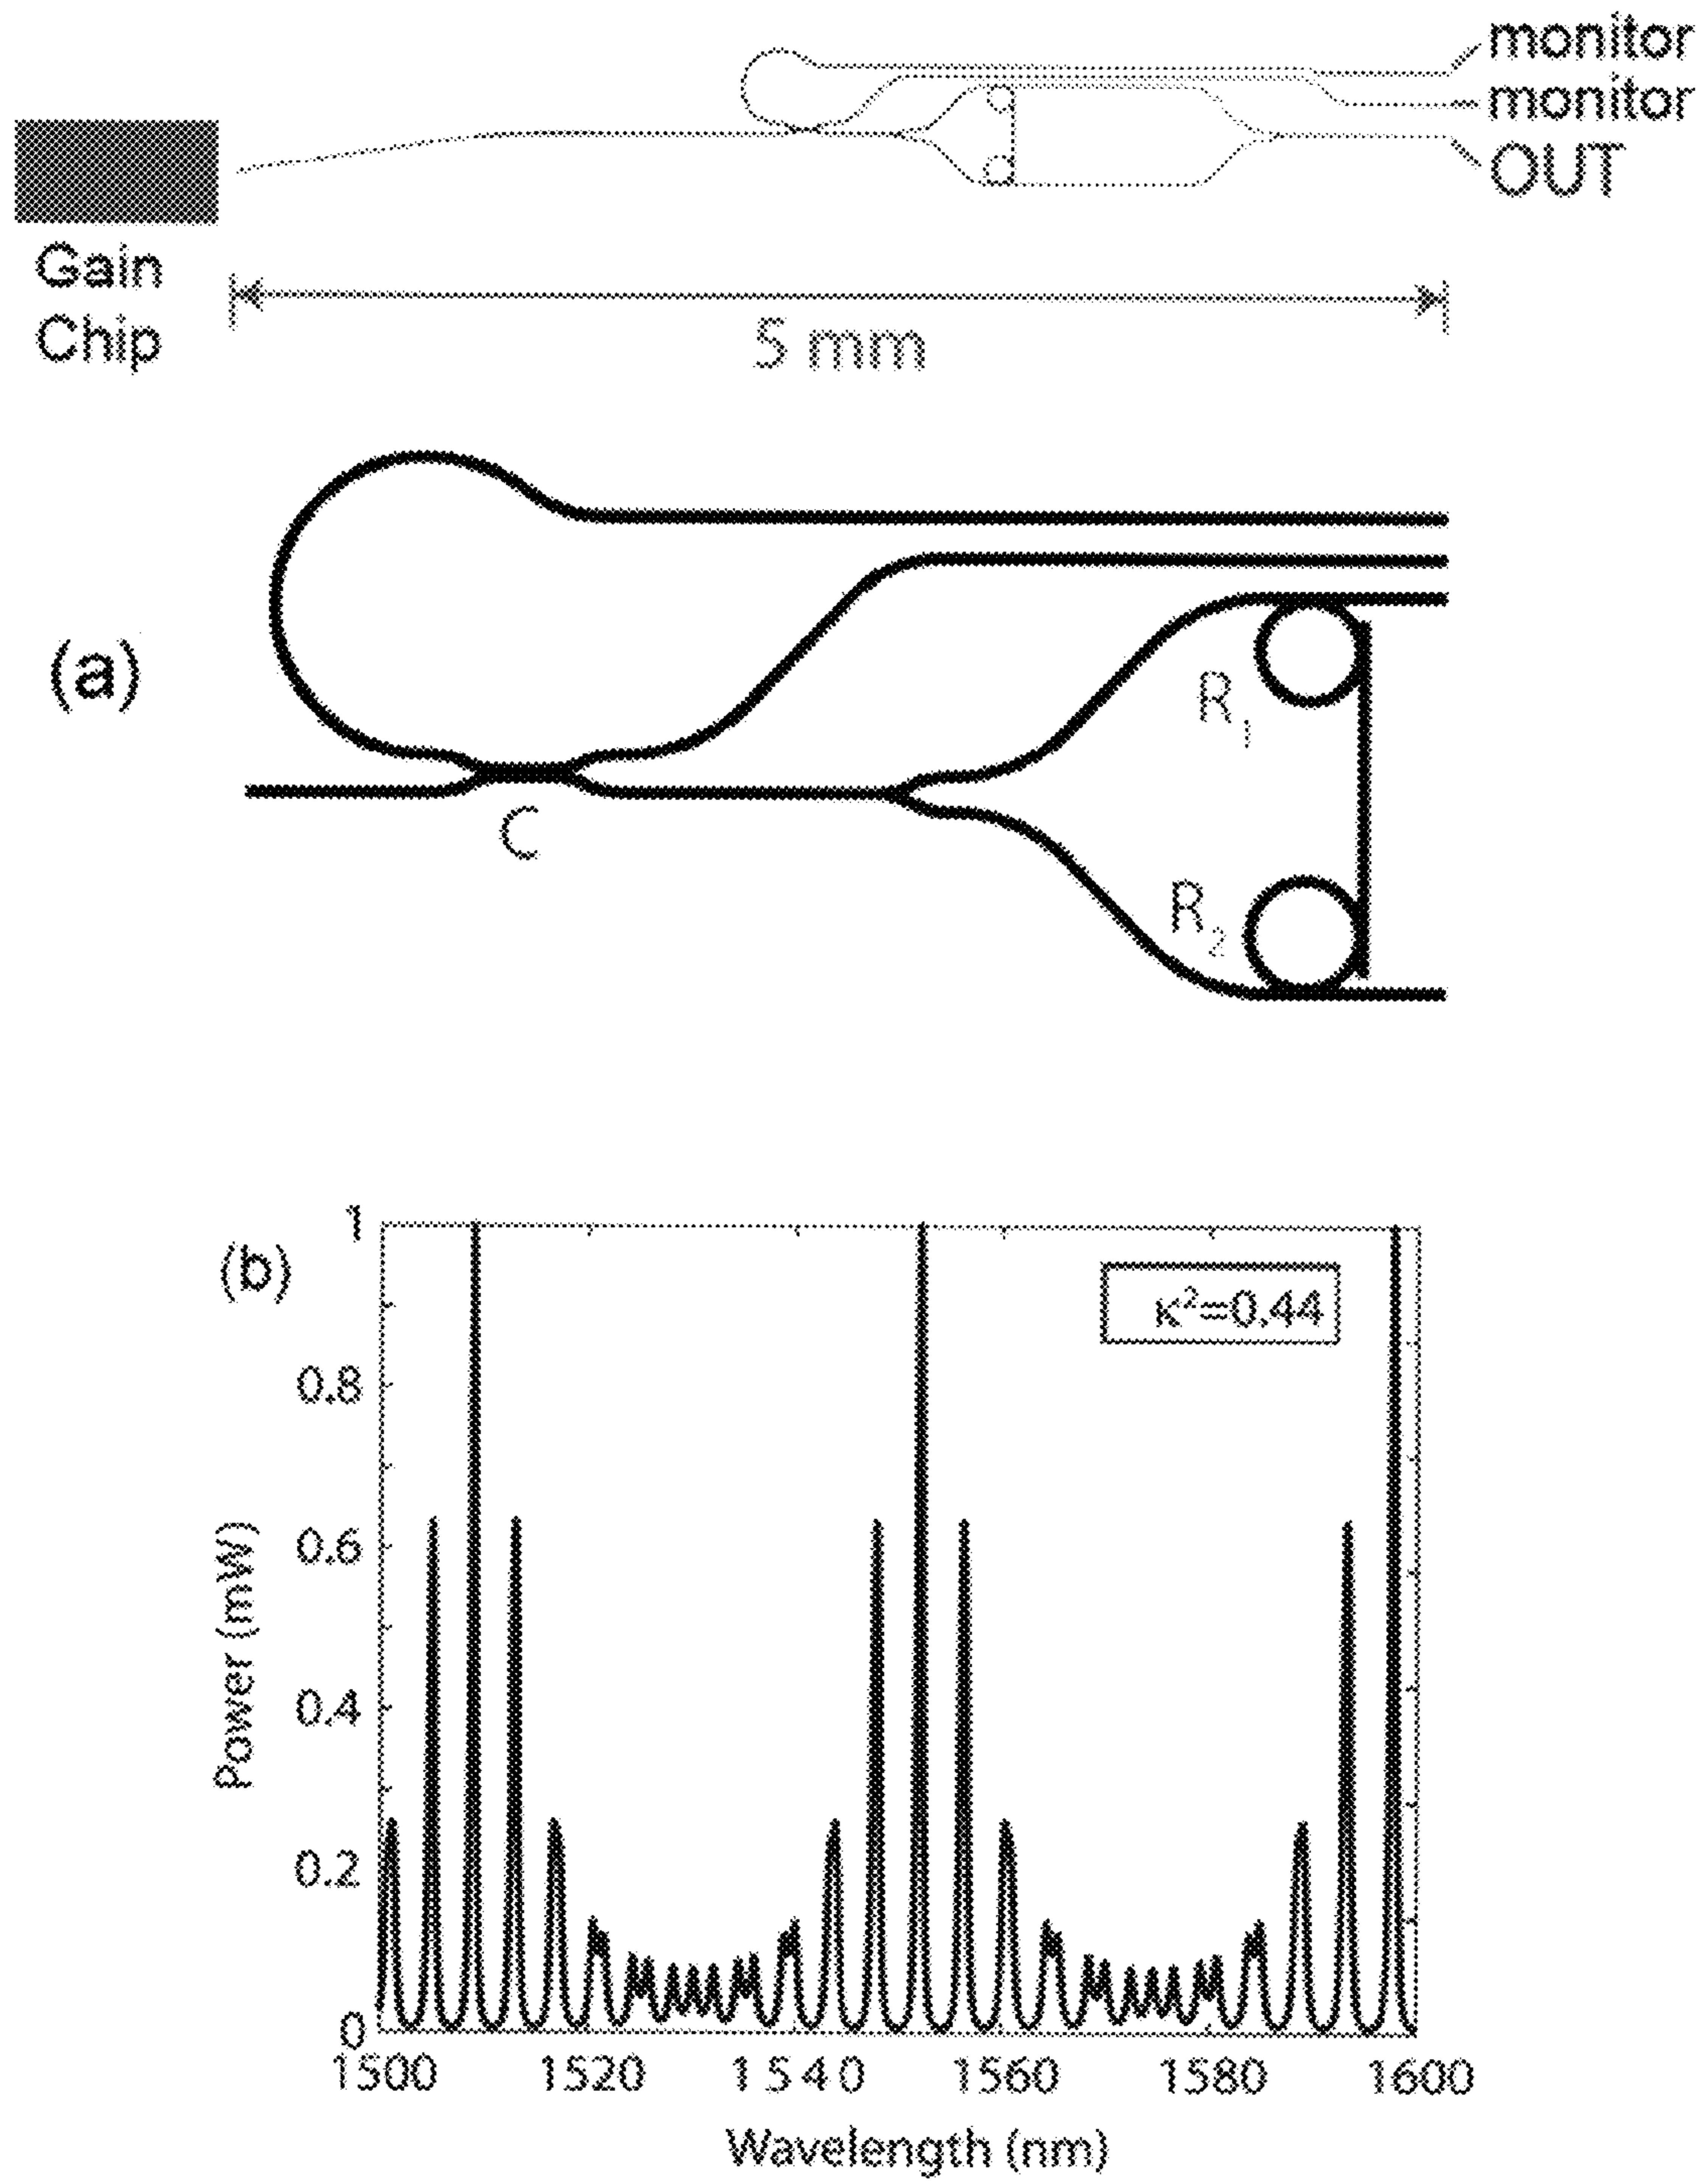 monitor
monitor
OUT
Gain
Chip
5 mm
(a)
C
R1
R2
(b)
κ²=0.44
1
0.8
0.6
0.4
0.2
0
Power (mW)
1500 1520 1540 1560 1580 1600
Wavelength (nm)